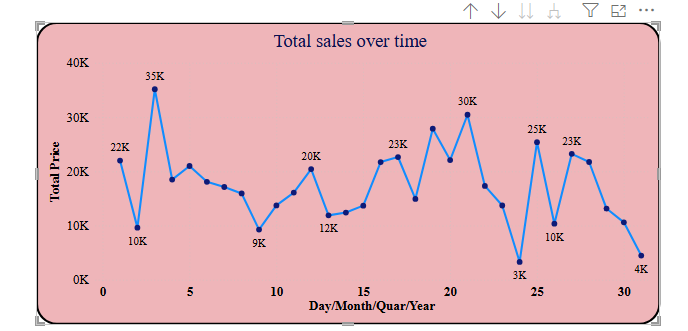 Total sales over time
Total Price
40K
30K
20K
10K
0K
22K
10K
35K
9K
20K
12K
23K
30K
3K
25K
10K
23K
4K
0 5 10 15 20 25 30
Day/Month/Quar/Year